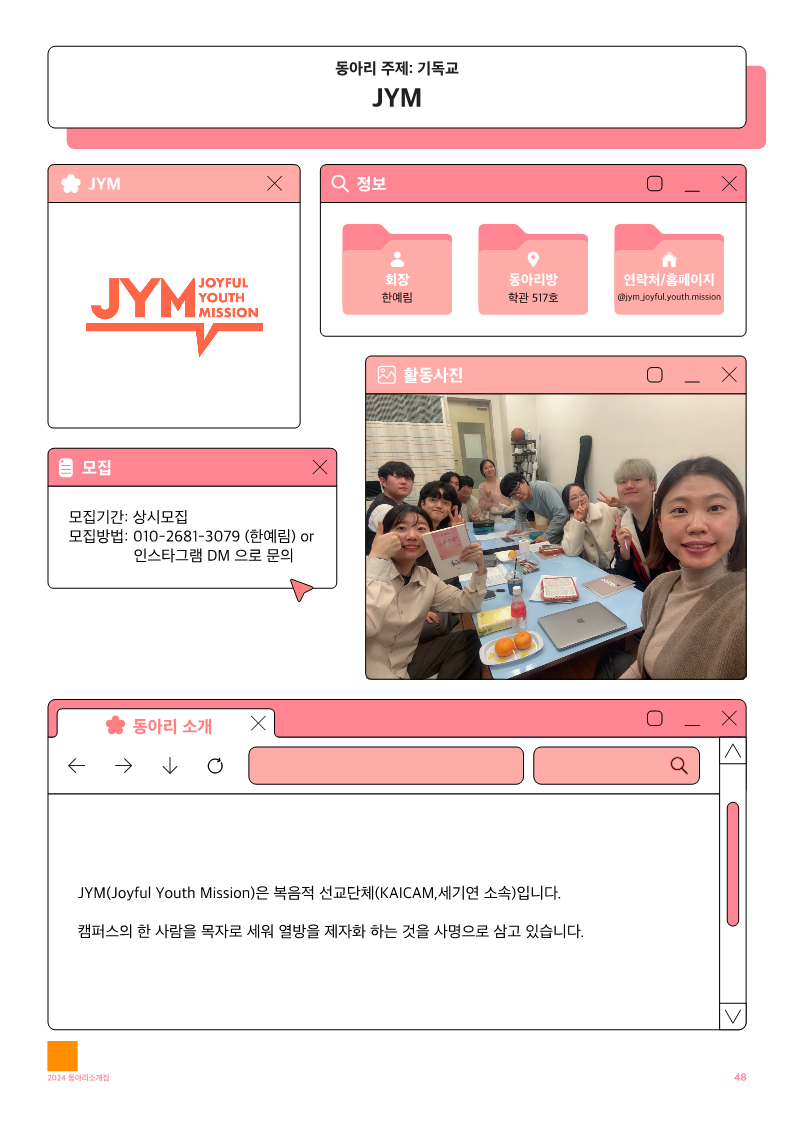 동아리 주제: 기독교
JYM
JYM
JYM JOYFUL
YOUTH
MISSION
정보
회장
한예림
동아리방
학관 517호
연락처/홈페이지
@jym_joyful.youth.mission
활동사진
모집
모집기간: 상시모집
모집방법: 010-2681-3079 (한예림) or
인스타그램 DM 으로 문의
동아리 소개
JYM(Joyful Youth Mission)은 복음적 선교단체(KAICAM,세기연 소속)입니다.
캠퍼스의 한 사람을 목자로 세워 열방을 제자화 하는 것을 사명으로 삼고 있습니다.
2024 동아리소개집
48